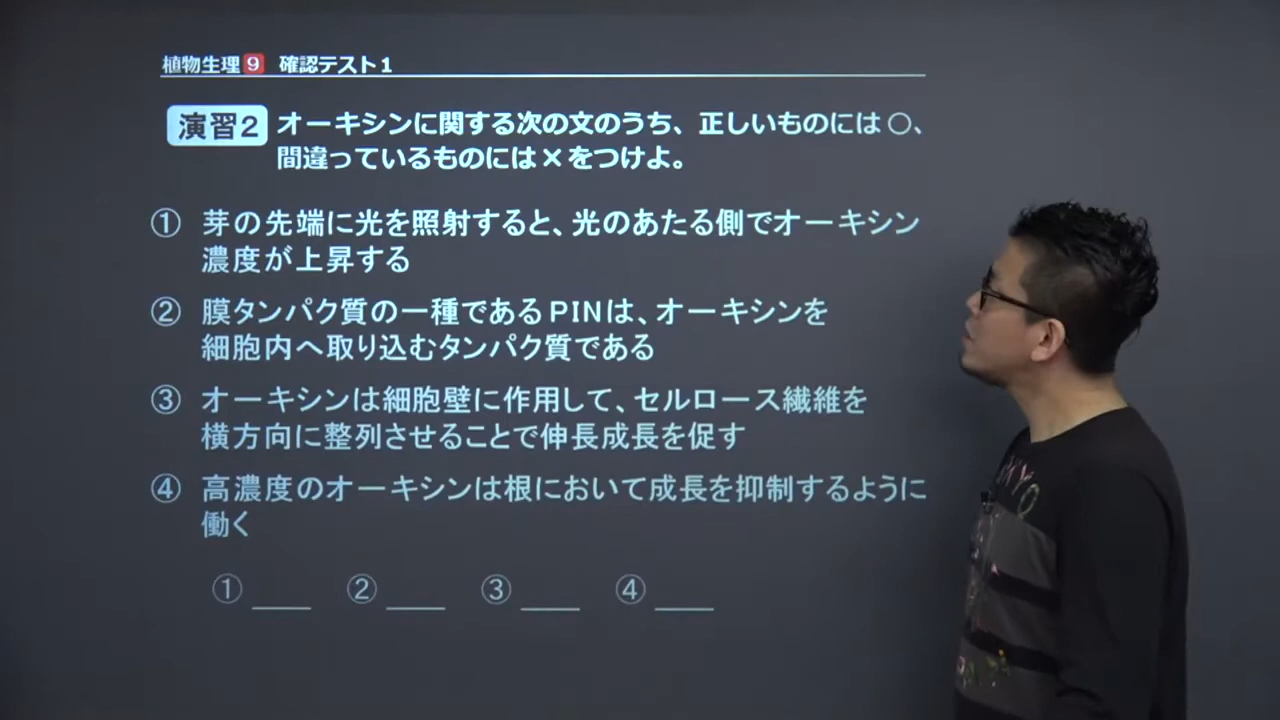 植物生理 9 確認テスト1
演習2 オーキシンに関する次の文のうち、正しいものには ○、
間違っているものには × をつけよ。
① 芽の先端に光を照射すると、光のあたる側でオーキシン
濃度が上昇する
② 膜タンパク質の一種であるPINは、オーキシンを
細胞内へ取り込むタンパク質である
③ オーキシンは細胞壁に作用して、セルロース繊維を
横方向に整列させることで伸長成長を促す
④ 高濃度のオーキシンは根において成長を抑制するように
働く
① ___ ② ___ ③ ___ ④ ___